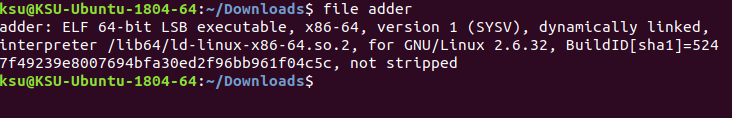 ksu@KSU-Ubuntu-1804-64:~/Downloads$ file adder
adder: ELF 64-bit LSB executable, x86-64, version 1 (SYSV), dynamically linked,
interpreter /lib64/ld-linux-x86-64.so.2, for GNU/Linux 2.6.32, BuildID[sha1]=524
7f49239e8007694bfa30ed2f96bb961f04c5c, not stripped
ksu@KSU-Ubuntu-1804-64:~/Downloads$